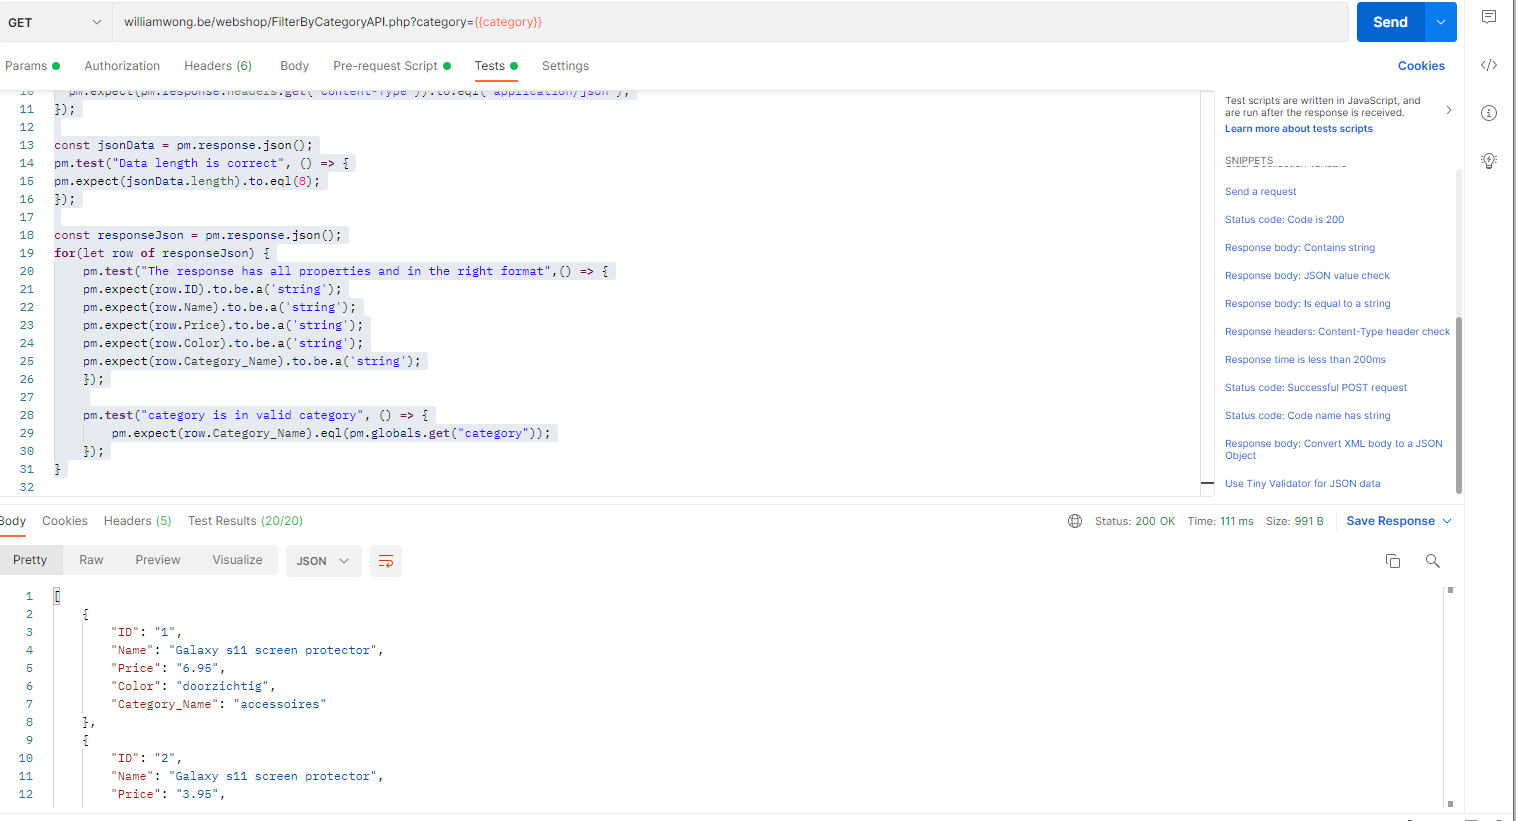 GET
williamwong.be/webshop/FilterByCategoryAPI.php?category={{category}}
Send
Params
Authorization
Headers (6)
Body
Pre-request Script
Tests
Settings
Cookies
10 pm.expect(pm.response.headers.get('Content-Type')).to.eql('application/json');
11 });
12
13 const jsonData = pm.response.json();
14 pm.test("Data length is correct", () => {
15 pm.expect(jsonData.length).to.eql(8);
16 });
17
18 const responseJson = pm.response.json();
19 for(let row of responseJson) {
20 pm.test("The response has all properties and in the right format",() => {
21 pm.expect(row.ID).to.be.a('string');
22 pm.expect(row.Name).to.be.a('string');
23 pm.expect(row.Price).to.be.a('string');
24 pm.expect(row.Color).to.be.a('string');
25 pm.expect(row.Category_Name).to.be.a('string');
26 });
27
28 pm.test("category is in valid category", () => {
29 pm.expect(row.Category_Name).eql(pm.globals.get("category"));
30 });
31 }
32
Test scripts are written in JavaScript, and
are run after the response is received.
Learn more about tests scripts
SNIPPETS
Send a request
Status code: Code is 200
Response body: Contains string
Response body: JSON value check
Response body: Is equal to a string
Response headers: Content-Type header check
Response time is less than 200ms
Status code: Successful POST request
Status code: Code name has string
Response body: Convert XML body to a JSON
Object
Use Tiny Validator for JSON data
Body
Cookies
Headers (5)
Test Results (20/20)
Status: 200 OK
Time: 111 ms
Size: 991 B
Save Response
Pretty
Raw
Preview
Visualize
JSON
1 [
2 {
3 "ID": "1",
4 "Name": "Galaxy s11 screen protector",
5 "Price": "6.95",
6 "Color": "doorzichtig",
7 "Category_Name": "accessoires"
8 },
9 {
10 "ID": "2",
11 "Name": "Galaxy s11 screen protector",
12 "Price": "3.95",